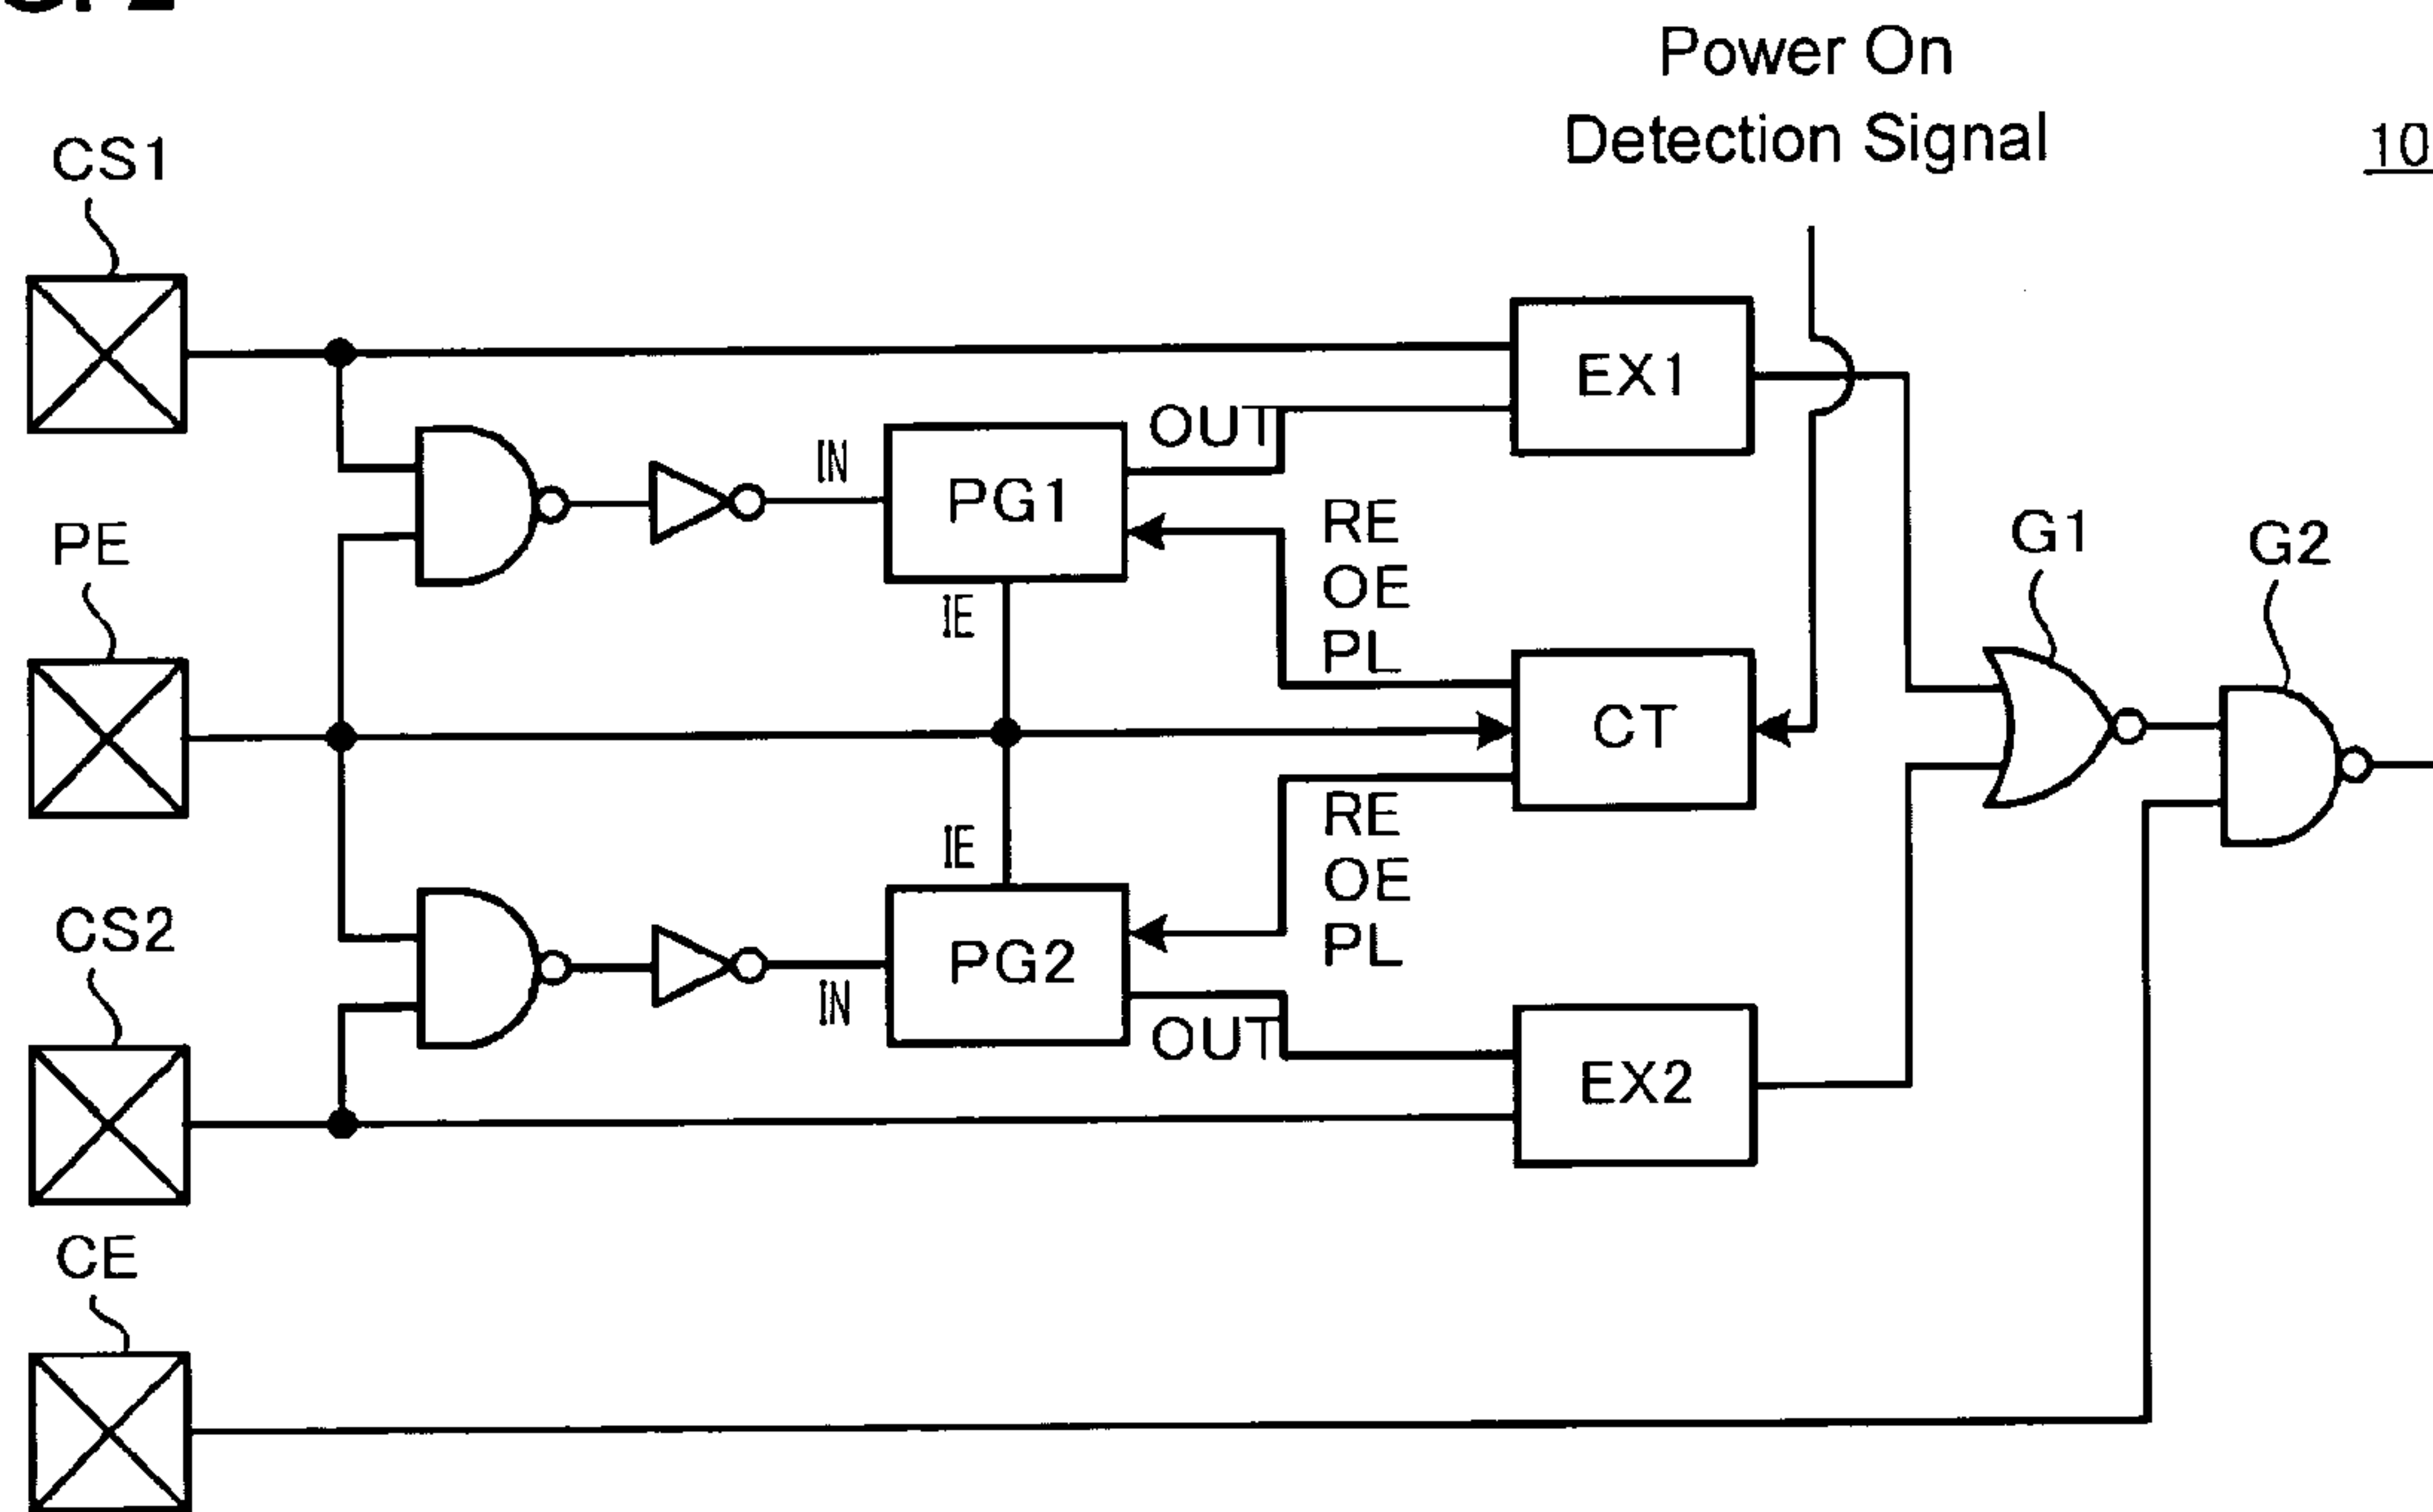 Power On
Detection Signal
10
CS1
EX1
OUT
IN
PG1
RE
OE
PL
PE
IE
G1
G2
CT
IE
RE
OE
PL
CS2
PG2
IN
OUT
EX2
CE